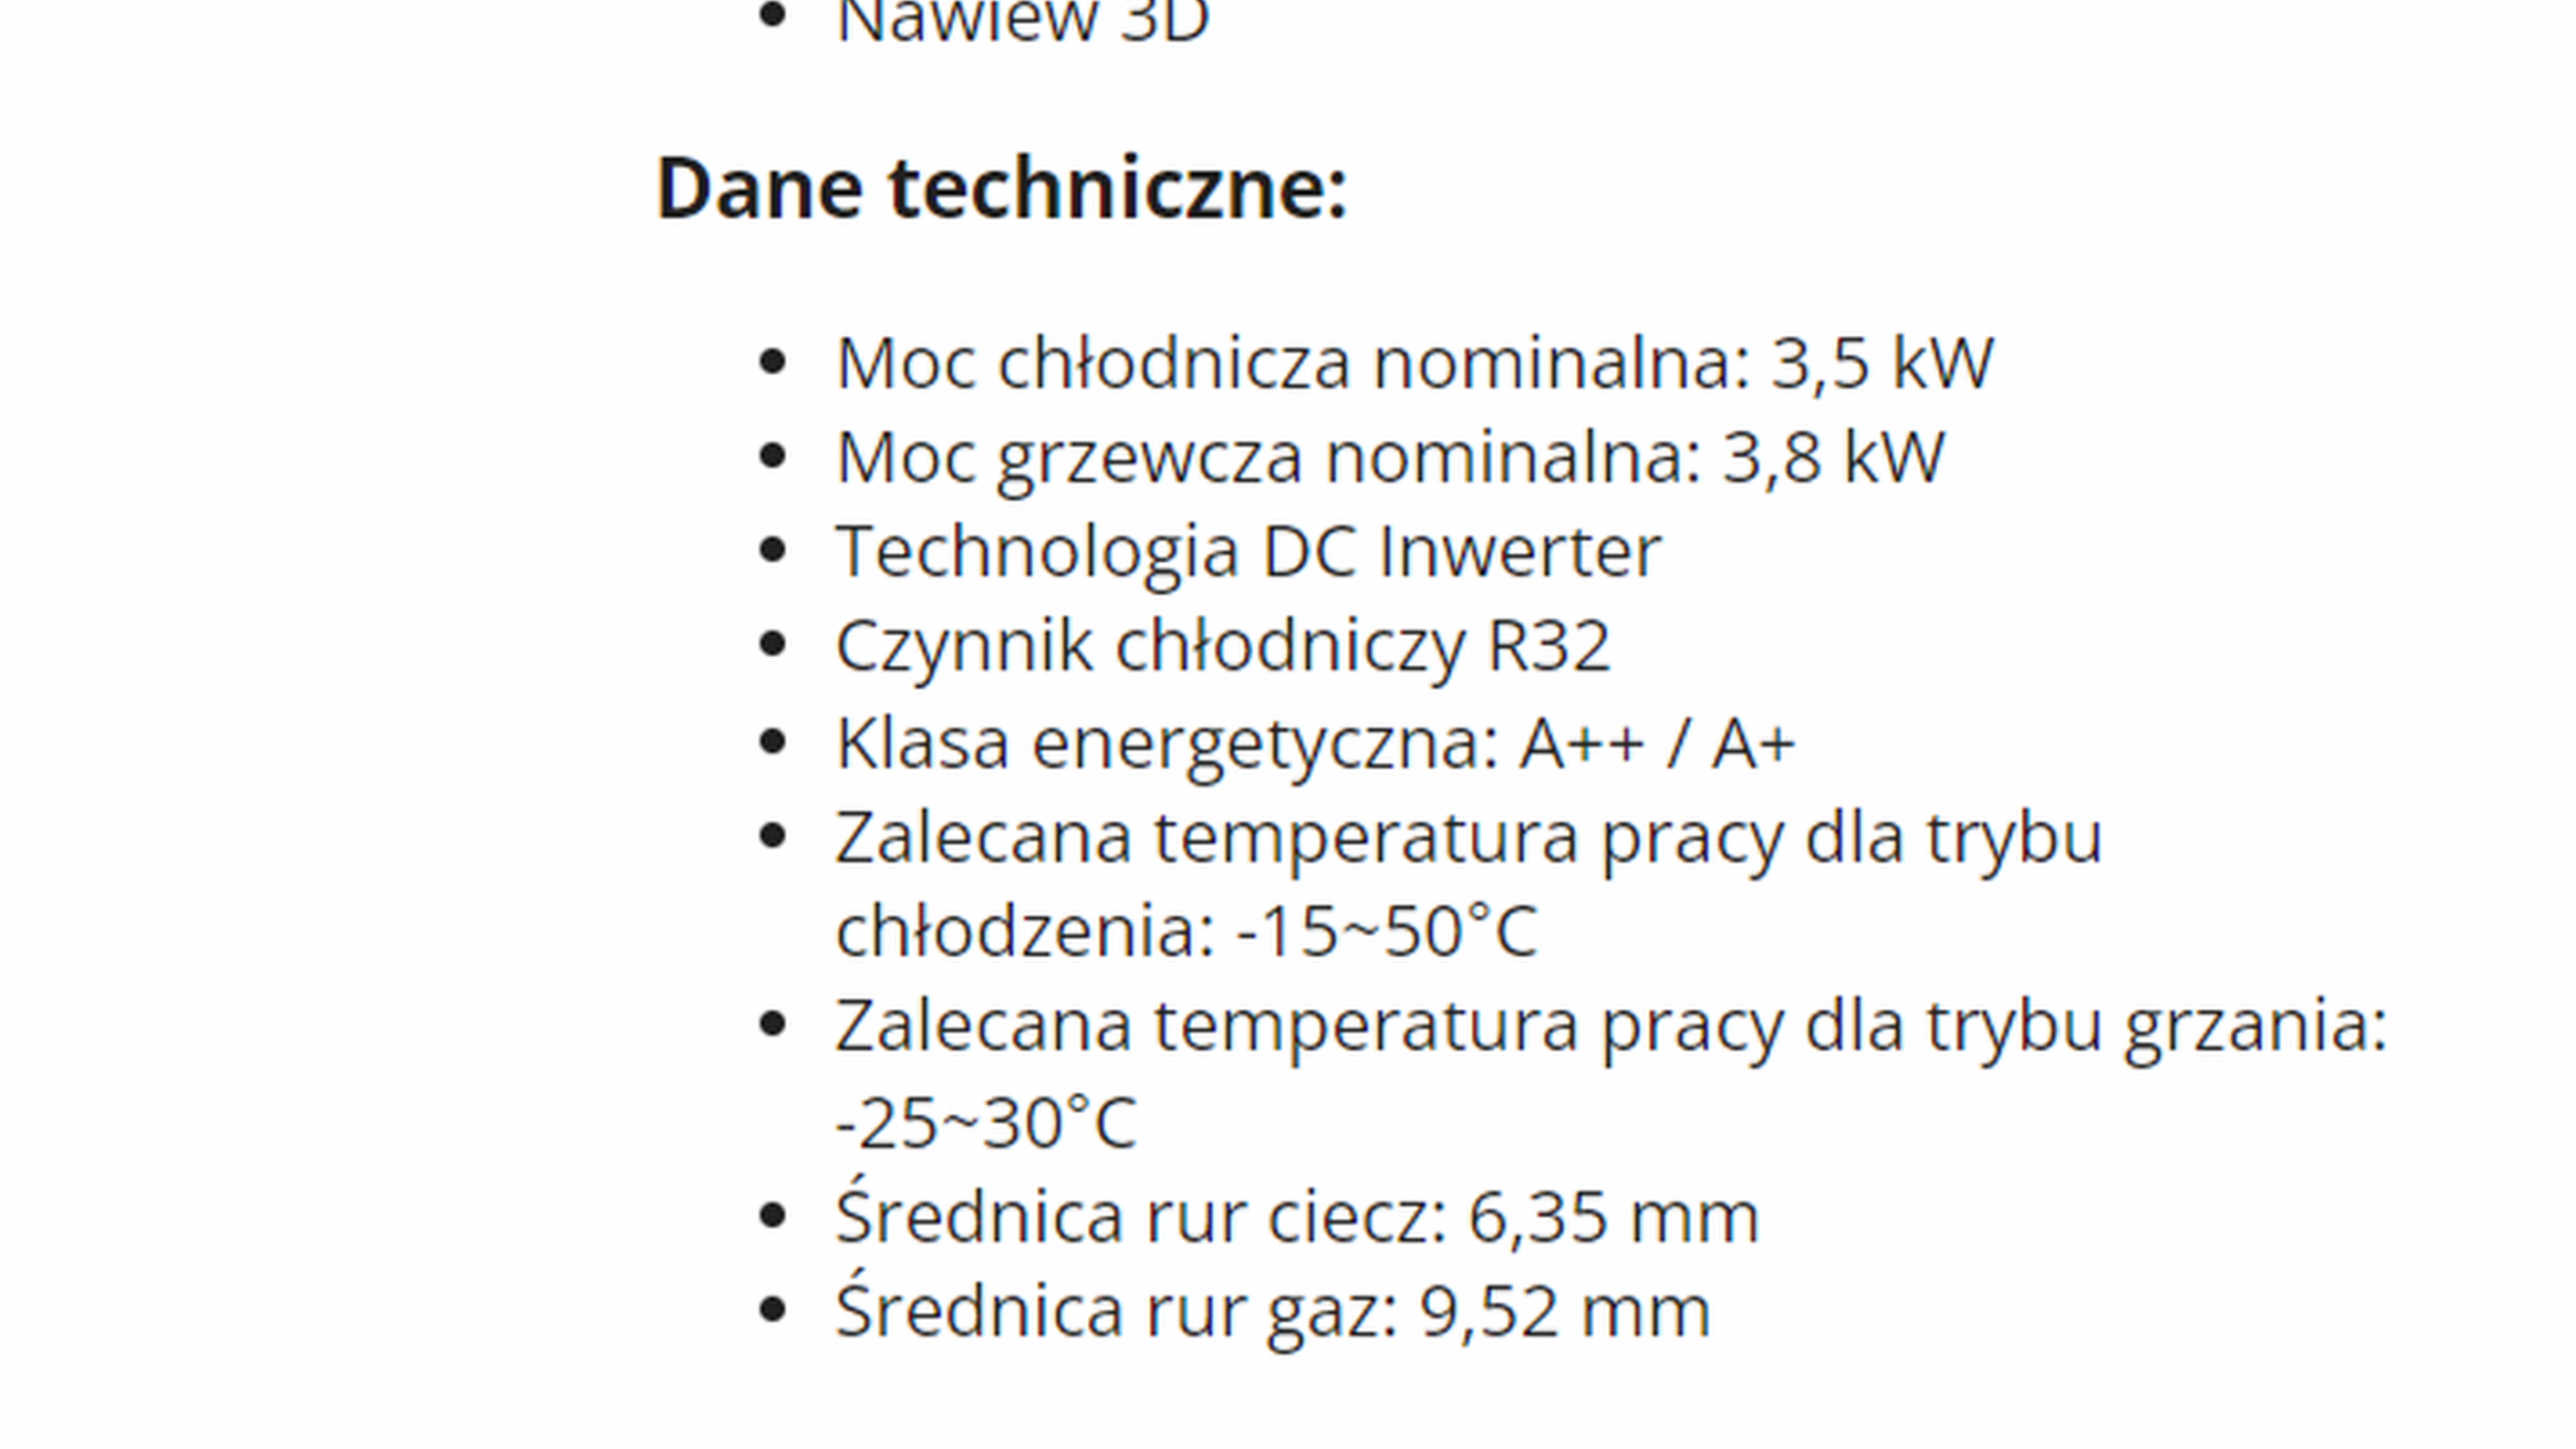 Nawiew 3D
Dane techniczne:
Moc chłodnicza nominalna: 3,5 kW
Moc grzewcza nominalna: 3,8 kW
Technologia DC Inwerter
Czynnik chłodniczy R32
Klasa energetyczna: A++ / A+
Zalecana temperatura pracy dla trybu
chłodzenia: -15~50°C
Zalecana temperatura pracy dla trybu grzania:
-25~30°C
Średnica rur ciecz: 6,35 mm
Średnica rur gaz: 9,52 mm